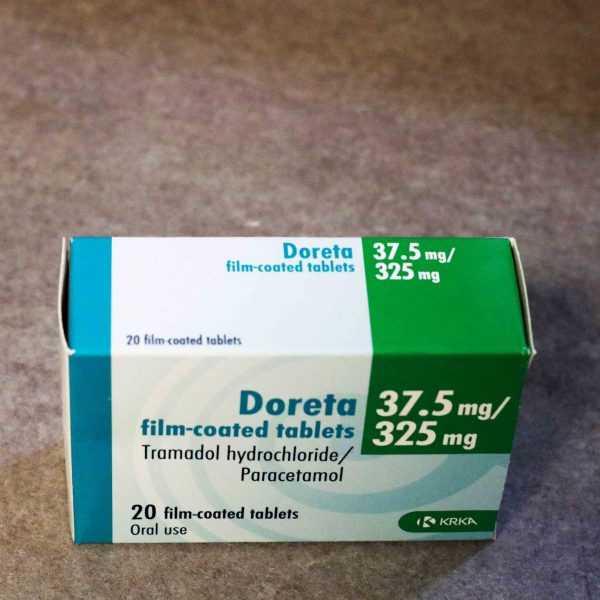 Doreta 37.5 mg/
film-coated tablets 325 mg
20 film-coated tablets
Doreta 37.5 mg/
film-coated tablets 325 mg
Tramadol hydrochloride/
Paracetamol
20 film-coated tablets
Oral use
KRKA